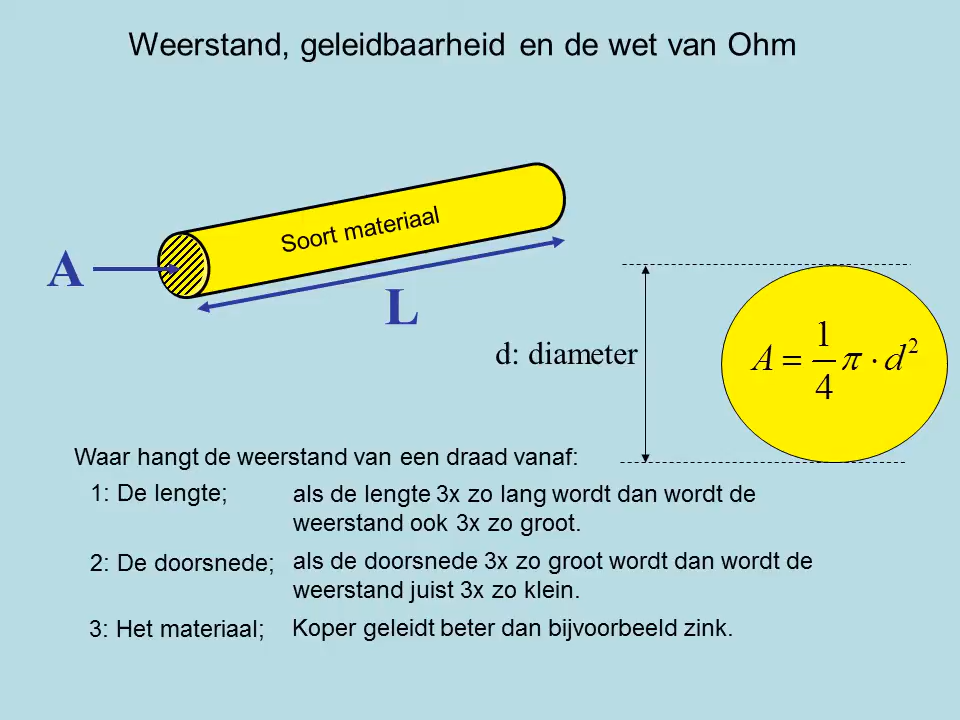 Weerstand, geleidbaarheid en de wet van Ohm
Soort materiaal
A
L
d: diameter
A = 1/4 π · d²
Waar hangt de weerstand van een draad vanaf:
1: De lengte; als de lengte 3x zo lang wordt dan wordt de
weerstand ook 3x zo groot.
2: De doorsnede; als de doorsnede 3x zo groot wordt dan wordt de
weerstand juist 3x zo klein.
3: Het materiaal; Koper geleidt beter dan bijvoorbeeld zink.